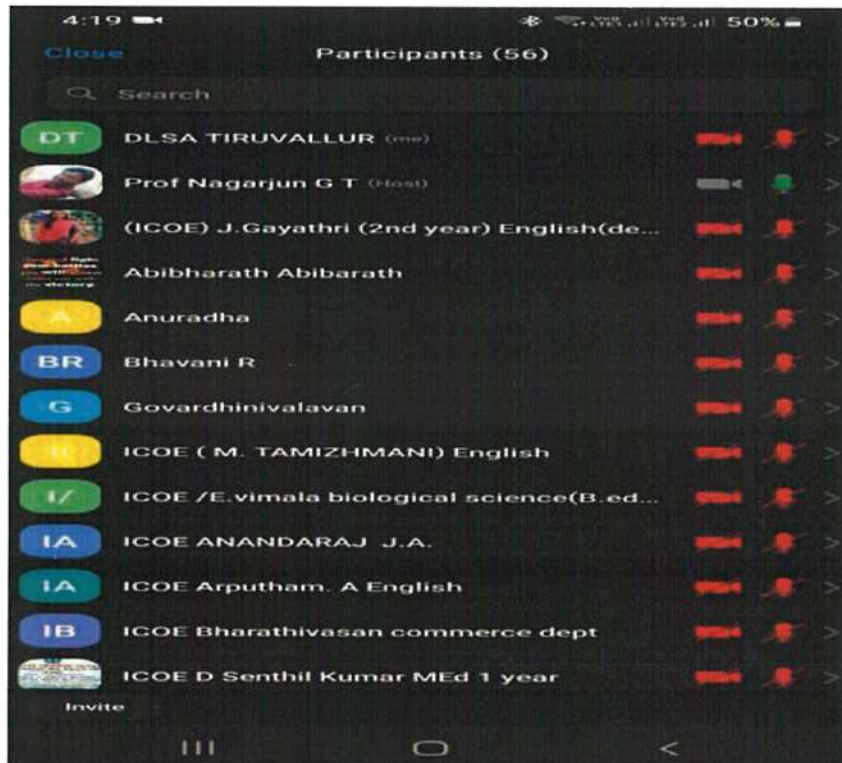 4:19 50%
Close Participants (56)
Search
DT DLSA TIRUVALLUR (me)
Prof Nagarjun G T (Host)
(ICOE) J.Gayathri (2nd year) English(de...
Abibharath Abibarath
A Anuradha
BR Bhavani R
G Govardhinivalavan
ICOE ( M. TAMIZHMANI) English
I/ ICOE /E.vimala biological science(B.ed...
IA ICOE ANANDARAJ J.A.
IA ICOE Arputham. A English
IB ICOE Bharathivasan commerce dept
ICOE D Senthil Kumar MEd 1 year
Invite